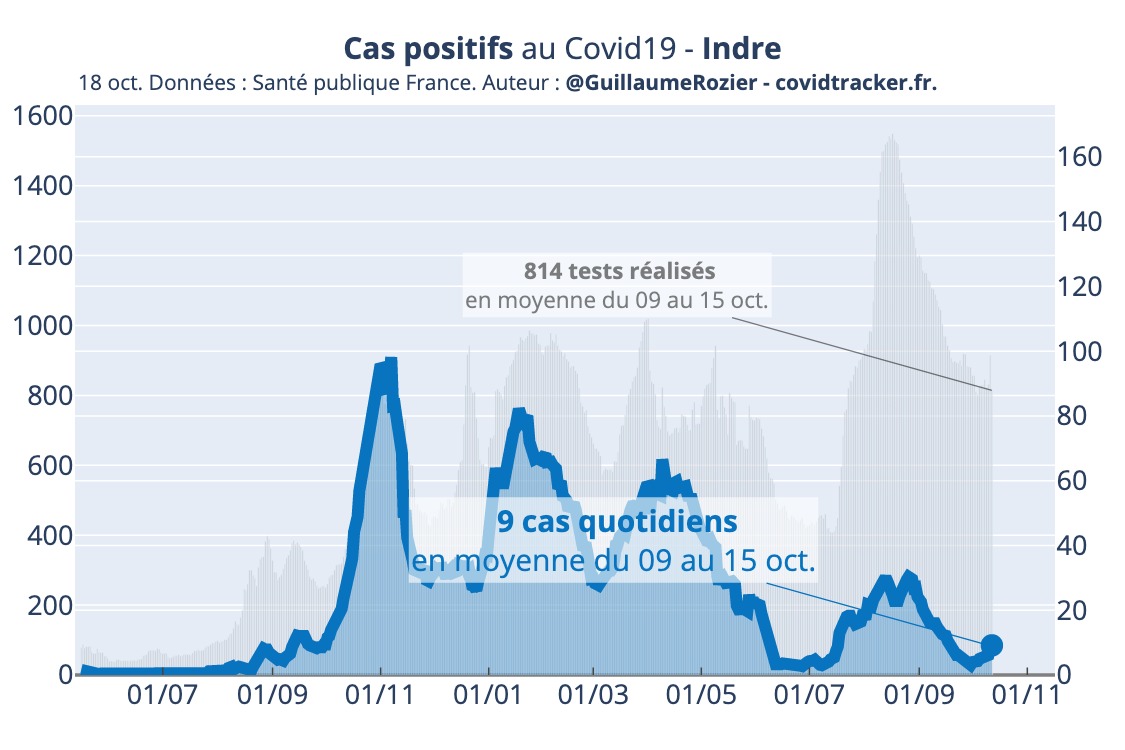 Cas positifs au Covid19 - Indre
18 oct. Données : Santé publique France. Auteur : @GuillaumeRozier - covidtracker.fr.
1600
1400
1200
1000
800
600
400
200
0
160
140
120
100
80
60
40
20
0
814 tests réalisés
en moyenne du 09 au 15 oct.
9 cas quotidiens
en moyenne du 09 au 15 oct.
01/07 01/09 01/11 01/01 01/03 01/05 01/07 01/09 01/11